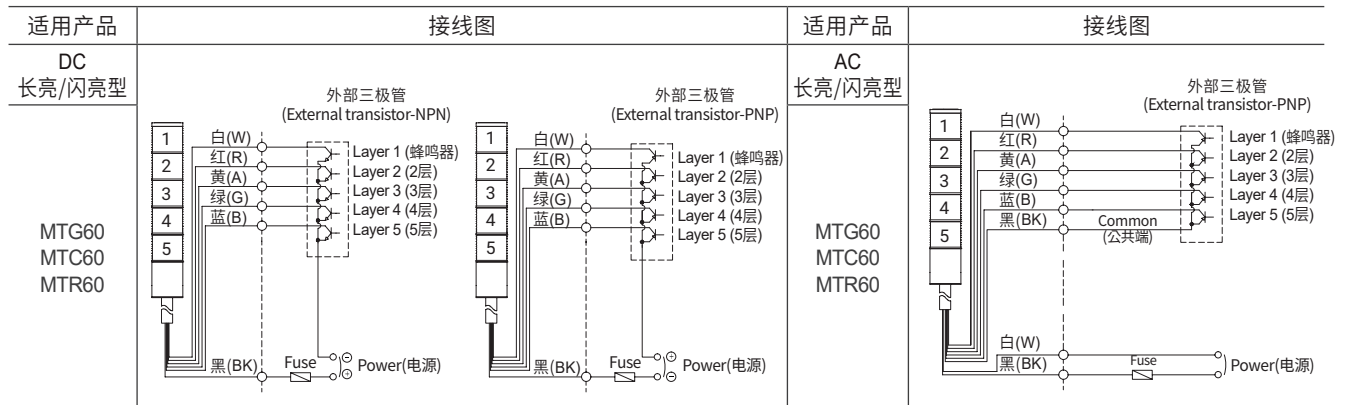 适用产品
接线图
适用产品
接线图
DC
长亮/闪亮型
MTG60
MTC60
MTR60
外部三极管
(External transistor-NPN)
1
2
3
4
5
白(W)
红(R)
黄(A)
绿(G)
蓝(B)
Layer 1 (蜂鸣器)
Layer 2 (2层)
Layer 3 (3层)
Layer 4 (4层)
Layer 5 (5层)
黑(BK)
Fuse
Power(电源)
外部三极管
(External transistor-PNP)
1
2
3
4
5
白(W)
红(R)
黄(A)
绿(G)
蓝(B)
Layer 1 (蜂鸣器)
Layer 2 (2层)
Layer 3 (3层)
Layer 4 (4层)
Layer 5 (5层)
黑(BK)
Fuse
Power(电源)
AC
长亮/闪亮型
MTG60
MTC60
MTR60
外部三极管
(External transistor-PNP)
1
2
3
4
5
白(W)
红(R)
黄(A)
绿(G)
蓝(B)
黑(BK)
Common
(公共端)
Layer 1 (蜂鸣器)
Layer 2 (2层)
Layer 3 (3层)
Layer 4 (4层)
Layer 5 (5层)
白(W)
黑(BK)
Fuse
Power(电源)